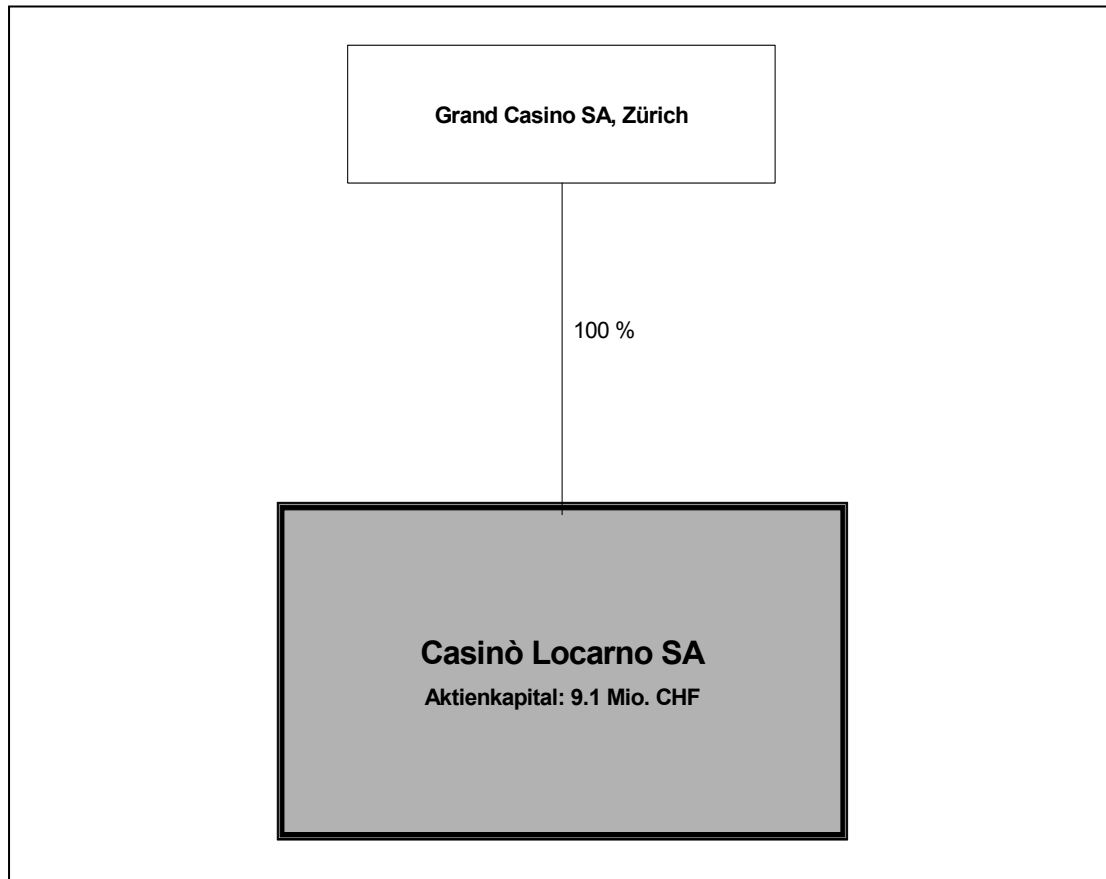 Grand Casino SA, Zürich
100 %
Casinò Locarno SA
Aktienkapital: 9.1 Mio. CHF